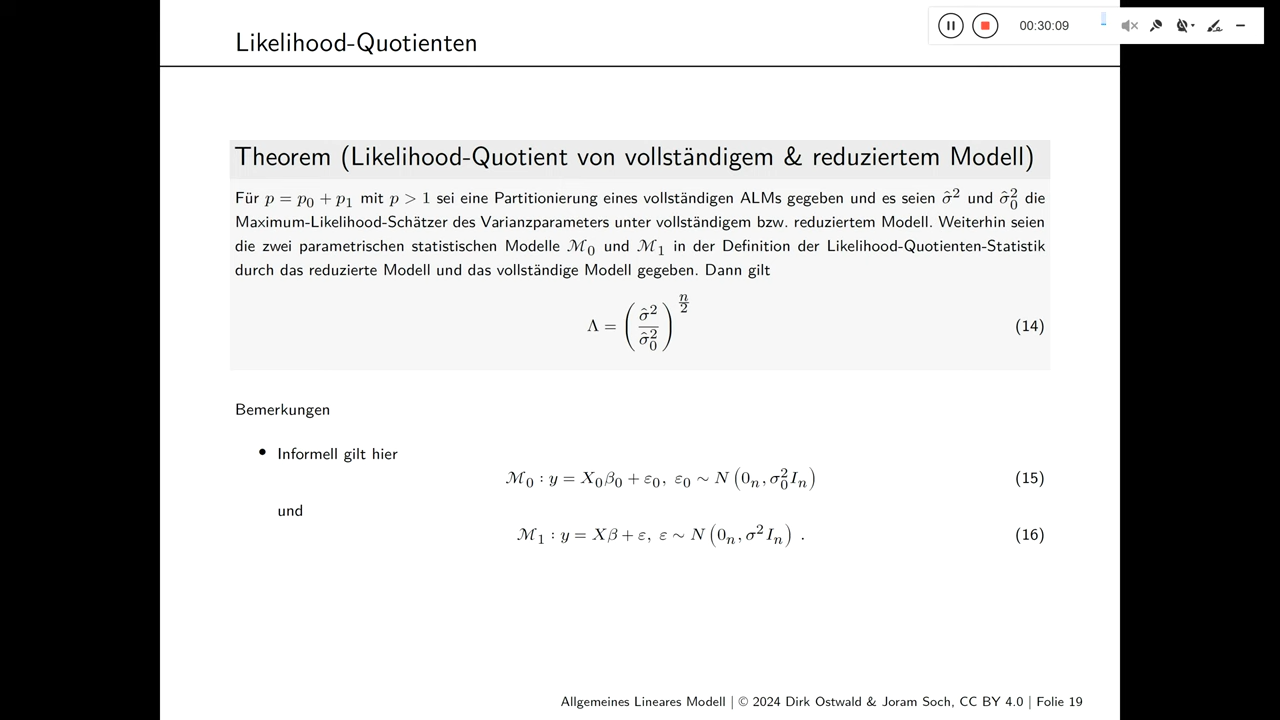 00:30:09
Likelihood-Quotienten
Theorem (Likelihood-Quotient von vollständigem & reduziertem Modell)
Für p = p₀ + p₁ mit p > 1 sei eine Partitionierung eines vollständigen ALMs gegeben und es seien σ̂² und σ̂₀² die
Maximum-Likelihood-Schätzer des Varianzparameters unter vollständigem bzw. reduziertem Modell. Weiterhin seien
die zwei parametrischen statistischen Modelle ℳ₀ und ℳ₁ in der Definition der Likelihood-Quotienten-Statistik
durch das reduzierte Modell und das vollständige Modell gegeben. Dann gilt
Λ = (σ̂²/σ̂₀²)^(n/2) (14)
Bemerkungen
• Informell gilt hier
ℳ₀ : y = X₀β₀ + ε₀, ε₀ ∼ N(0ₙ, σ₀²Iₙ) (15)
und
ℳ₁ : y = Xβ + ε, ε ∼ N(0ₙ, σ²Iₙ) . (16)
Allgemeines Lineares Modell | © 2024 Dirk Ostwald & Joram Soch, CC BY 4.0 | Folie 19